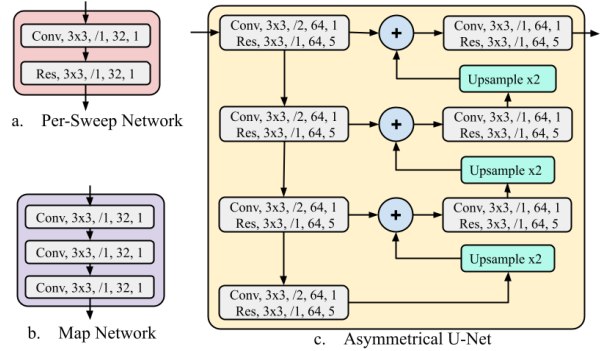 Conv, 3x3, /1, 32, 1
Res, 3x3, /1, 32, 1
a. Per-Sweep Network
Conv, 3x3, /1, 32, 1
Conv, 3x3, /1, 32, 1
Conv, 3x3, /1, 32, 1
b. Map Network
Conv, 3x3, /2, 64, 1
Res, 3x3, /1, 64, 5
+
Conv, 3x3, /1, 64, 1
Res, 3x3, /1, 64, 5
Upsample x2
Conv, 3x3, /2, 64, 1
Res, 3x3, /1, 64, 5
+
Conv, 3x3, /1, 64, 1
Res, 3x3, /1, 64, 5
Upsample x2
Conv, 3x3, /2, 64, 1
Res, 3x3, /1, 64, 5
+
Conv, 3x3, /1, 64, 1
Res, 3x3, /1, 64, 5
Upsample x2
Conv, 3x3, /2, 64, 1
Res, 3x3, /1, 64, 5
c. Asymmetrical U-Net